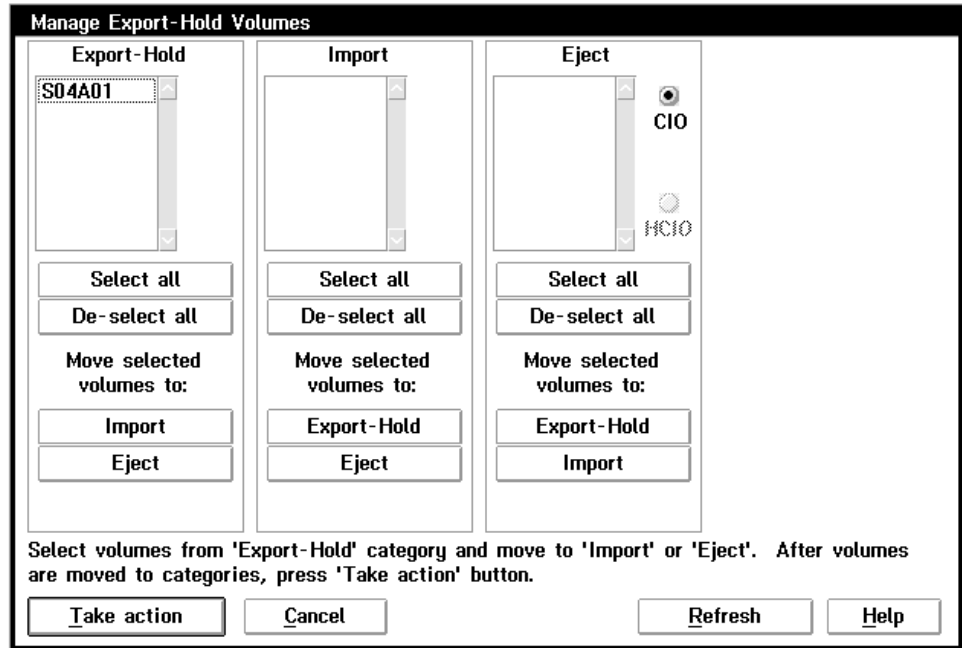 Manage Export-Hold Volumes
Export-Hold
S04A01
Select all
De-select all
Move selected
volumes to:
Import
Eject
Import
Select all
De-select all
Move selected
volumes to:
Export-Hold
Eject
Eject
CIO
HCIO
Select all
De-select all
Move selected
volumes to:
Export-Hold
Import
Select volumes from 'Export-Hold' category and move to 'Import' or 'Eject'. After volumes
are moved to categories, press 'Take action' button.
Take action
Cancel
Refresh
Help